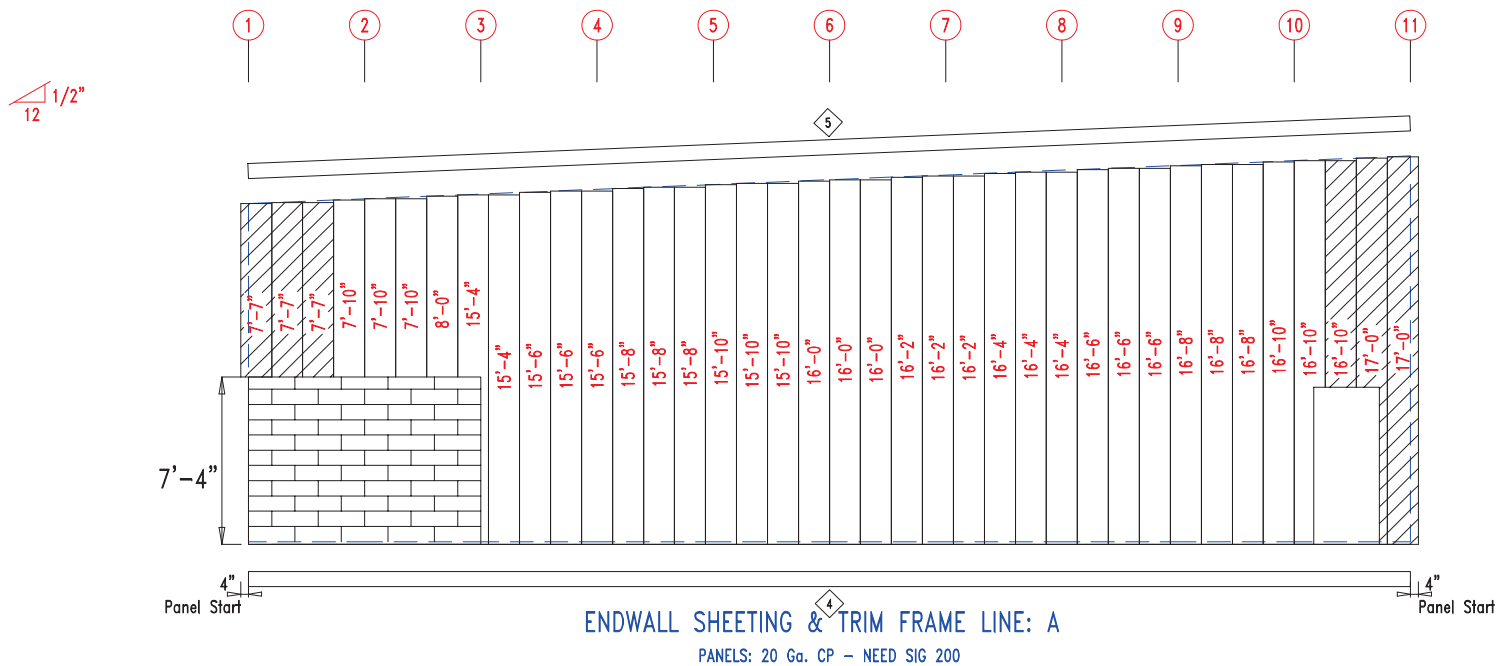 1 2 3 4 5 6 7 8 9 10 11
1/2"
12
5
7'-7" 7'-7" 7'-7" 7'-10" 7'-10" 7'-10" 8'-0" 15'-4" 15'-4" 15'-6" 15'-6" 15'-6" 15'-8" 15'-8" 15'-8" 15'-10" 15'-10" 15'-10" 16'-0" 16'-0" 16'-0" 16'-2" 16'-2" 16'-2" 16'-4" 16'-4" 16'-4" 16'-6" 16'-6" 16'-6" 16'-8" 16'-8" 16'-8" 16'-10" 16'-10" 16'-10" 17'-0" 17'-0"
7'-4"
4" 4"
Panel Start Panel Start
4
ENDWALL SHEETING & TRIM FRAME LINE: A
PANELS: 20 Ga. CP – NEED SIG 200